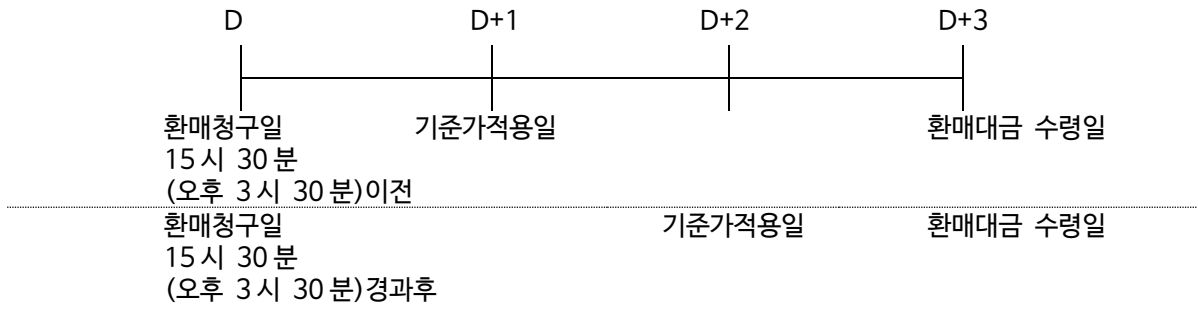 D D+1 D+2 D+3
환매청구일 기준가적용일 환매대금 수령일
15시 30분
(오후 3시 30분)이전
환매청구일 기준가적용일 환매대금 수령일
15시 30분
(오후 3시 30분)경과후